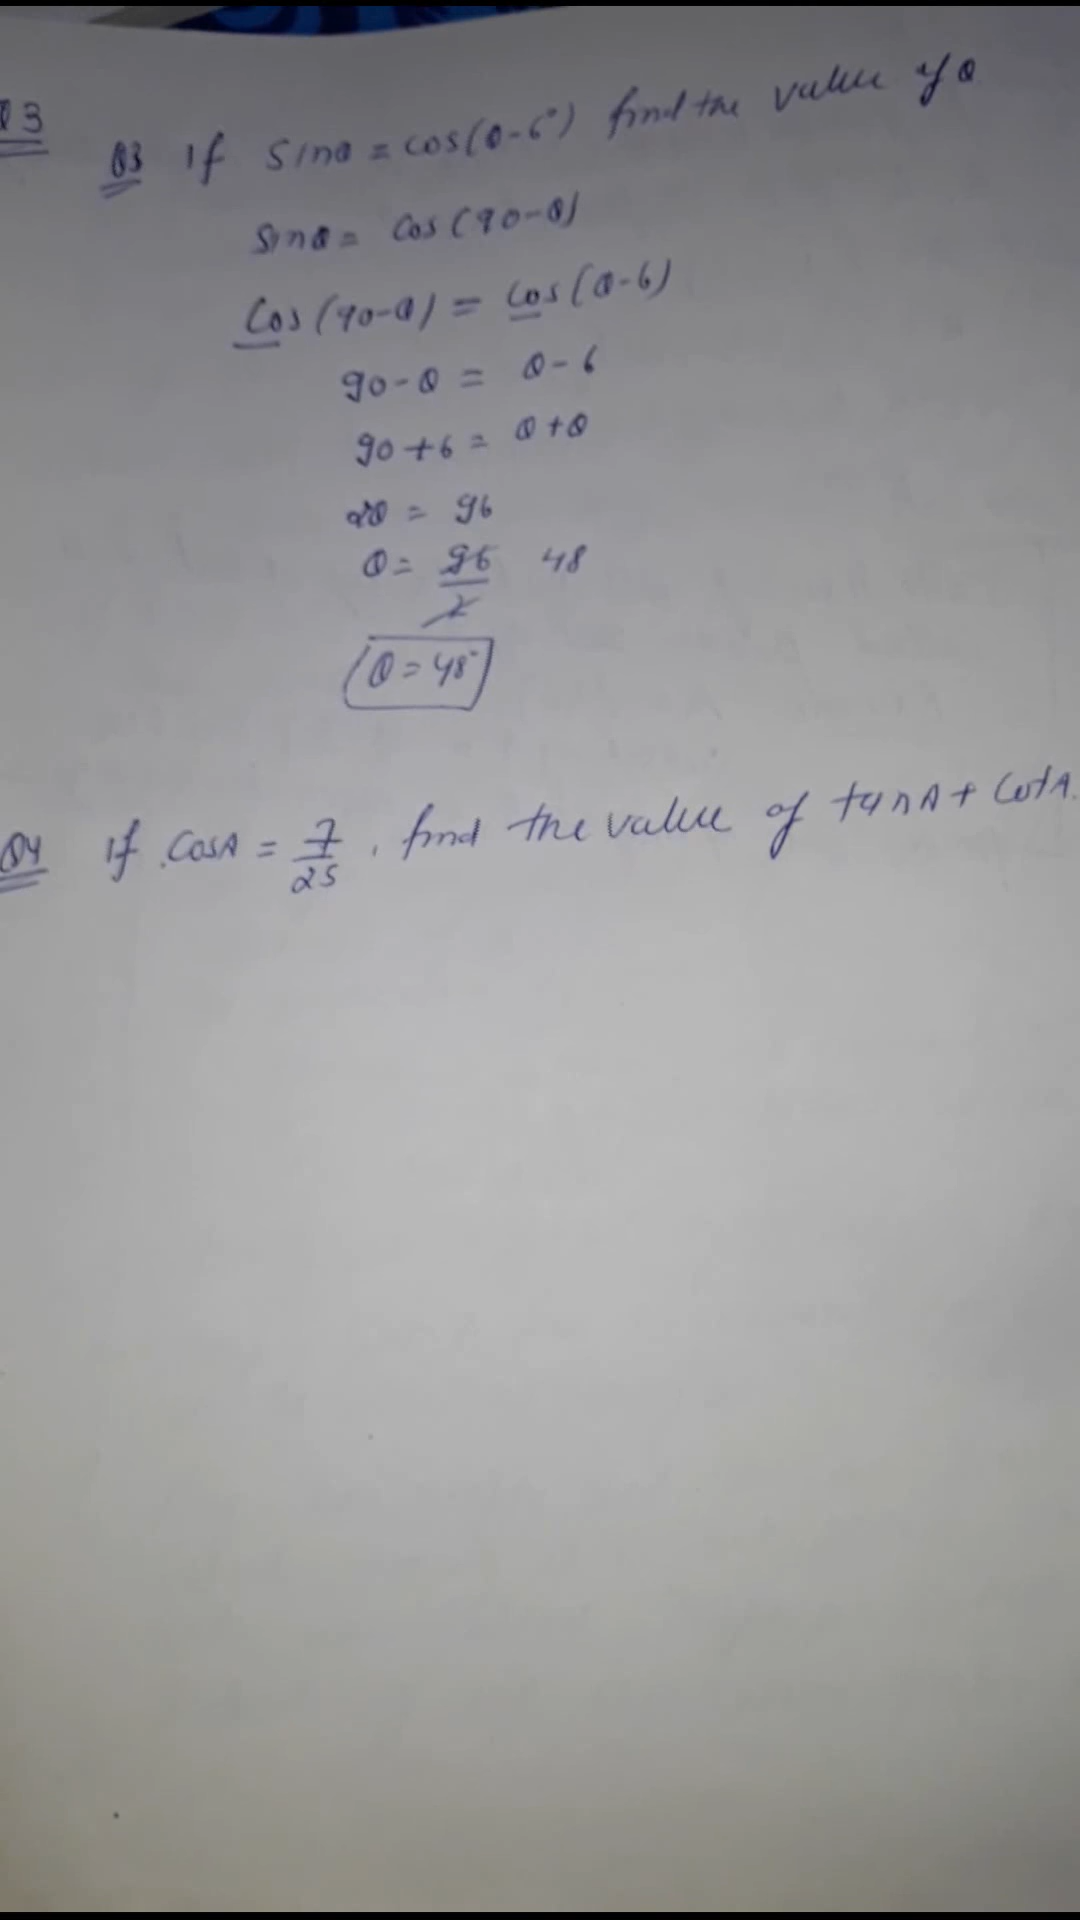 Q3
Q3 If sinθ = cos(θ-6°) find the value of θ
sinθ = cos(90-θ)
Cos(90-θ) = cos(θ-6)
90-θ = θ-6
90+6 = θ+θ
2θ = 96
θ = 96/2 48
θ = 48°
Q4 If cosA = 7/25, find the value of tanA + cotA.